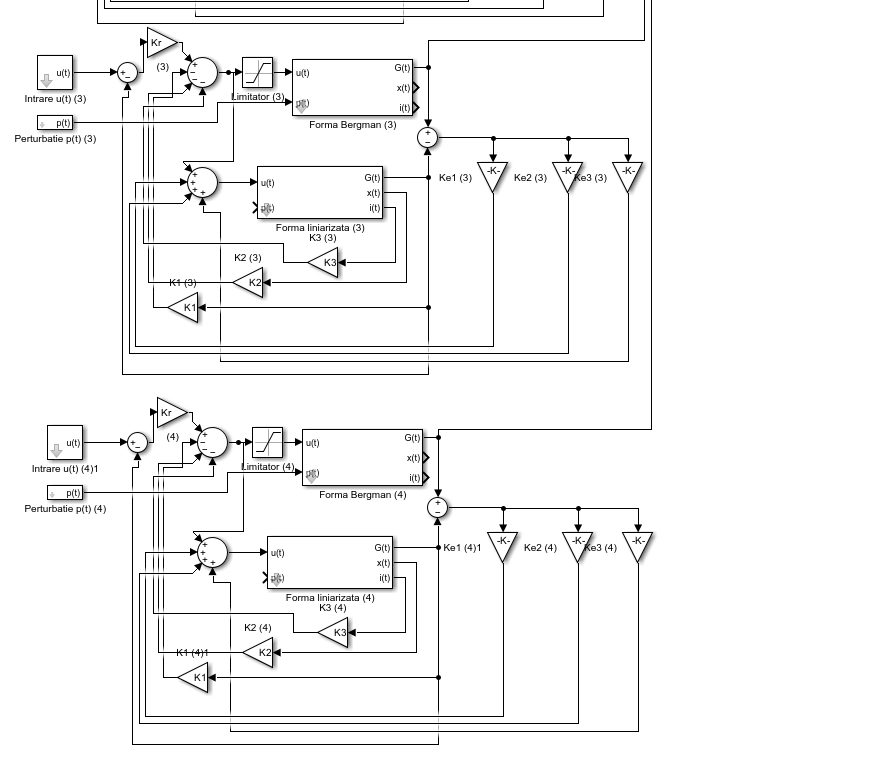 Kr
(3)
u(t)
Intrare u(t) (3)
p(t)
Perturbatie p(t) (3)
Limitator (3)
u(t)
p(t)
G(t)
x(t)
i(t)
Forma Bergman (3)
-K-
Ke1 (3)
-K-
Ke2 (3)
-K-
Ke3 (3)
u(t)
p(t)
G(t)
x(t)
i(t)
Forma liniarizata (3)
K3 (3)
K3
K2 (3)
K2
K1 (3)
K1
Kr
(4)
u(t)
Intrare u(t) (4)1
p(t)
Perturbatie p(t) (4)
Limitator (4)
u(t)
p(t)
G(t)
x(t)
i(t)
Forma Bergman (4)
-K-
Ke1 (4)1
-K-
Ke2 (4)
-K-
Ke3 (4)
u(t)
p(t)
G(t)
x(t)
i(t)
Forma liniarizata (4)
K3 (4)
K3
K2 (4)
K2
K1 (4)1
K1